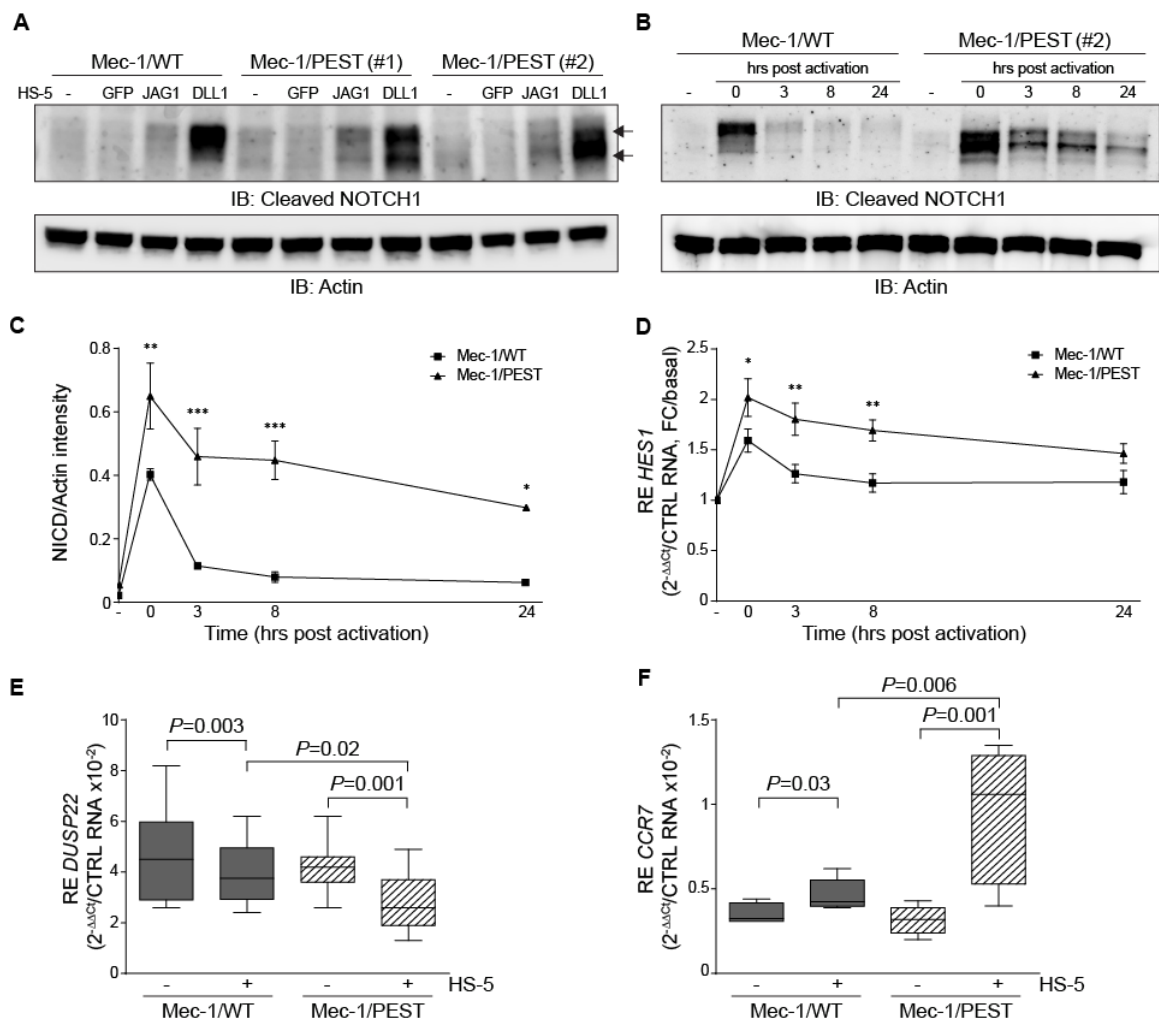 A
Mec-1/WT Mec-1/PEST (#1) Mec-1/PEST (#2)
HS-5 - GFP JAG1 DLL1 - GFP JAG1 DLL1 - GFP JAG1 DLL1
IB: Cleaved NOTCH1
IB: Actin
B
Mec-1/WT Mec-1/PEST (#2)
hrs post activation hrs post activation
- 0 3 8 24 - 0 3 8 24
IB: Cleaved NOTCH1
IB: Actin
C
NICD/Actin intensity
0.8
0.6
0.4
0.2
0
** *** *** *
Mec-1/WT
Mec-1/PEST
- 0 3 8 24
Time (hrs post activation)
D
RE HES1
(2-ΔΔCt/CTRL RNA, FC/basal)
2.5
2
1.5
1
0.5
0
* ** **
Mec-1/WT
Mec-1/PEST
- 0 3 8 24
Time (hrs post activation)
E
RE DUSP22
(2-ΔΔCt/CTRL RNA x10-2)
10
8
6
4
2
0
P=0.003
P=0.02
P=0.001
- + - + HS-5
Mec-1/WT Mec-1/PEST
F
RE CCR7
(2-ΔΔCt/CTRL RNA x10-2)
1.5
1
0.5
0
P=0.006
P=0.001
P=0.03
- + - + HS-5
Mec-1/WT Mec-1/PEST